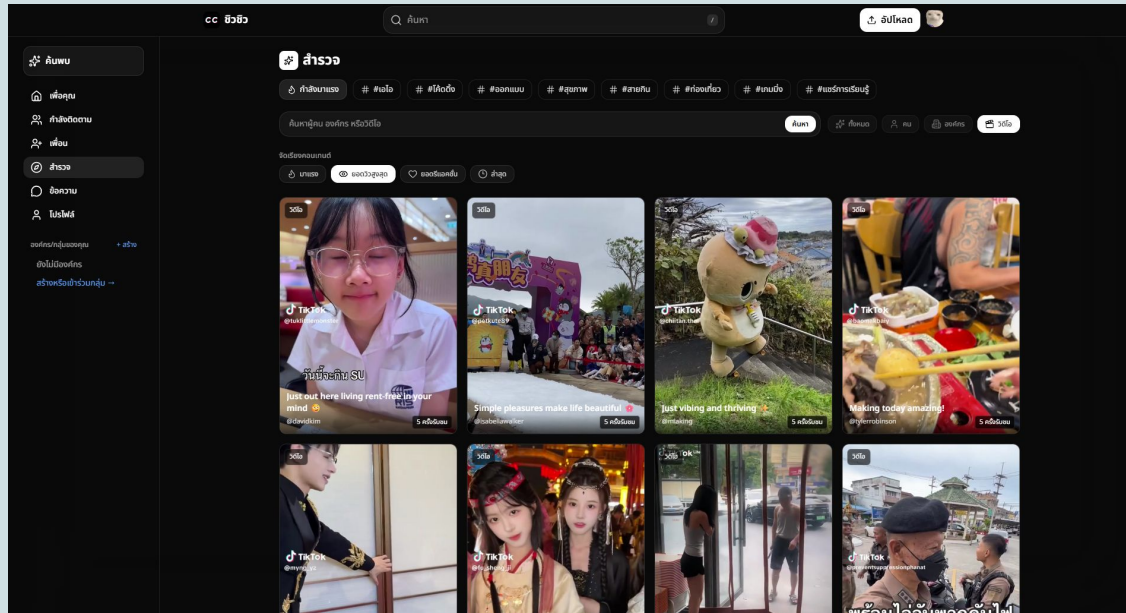 cc ชิวชิว
ค้นหา
/
อัปโหลด
ค้นพบ
เพื่อคุณ
กำลังติดตาม
เพื่อน
สำรวจ
ข้อความ
โปรไฟล์
องค์กร/กลุ่มของคุณ
+ สร้าง
ยังไม่มีองค์กร
สร้างหรือเข้าร่วมกลุ่ม →
สำรวจ
กำลังมาแรง
# #เอไอ
# #โค้ดดิ้ง
# #ออกแบบ
# #สุขภาพ
# #สายกิน
# #ท่องเที่ยว
# #เกมมิ่ง
# #แชร์การเรียนรู้
ค้นหาผู้คน องค์กร หรือวิดีโอ
ค้นหา
ทั้งหมด
คน
องค์กร
วิดีโอ
จัดเรียงคอนเทนต์
มาแรง
ยอดวิวสูงสุด
ยอดรีแอคชั่น
ล่าสุด
วิดีโอ
TikTok
วันนี้จะกิน SU
Just out here living rent-free in your
mind
@davidkim
5 ครั้งรับชม
วิดีโอ
TikTok
@petkute89
Simple pleasures make life beautiful
@isabellawalker
5 ครั้งรับชม
วิดีโอ
TikTok
Just vibing and thriving
@mlaking
5 ครั้งรับชม
วิดีโอ
TikTok
Making today amazing!
@tylerrobinson
5 ครั้งรับชม
วิดีโอ
TikTok
วิดีโอ
TikTok
วิดีโอ
วิดีโอ
TikTok